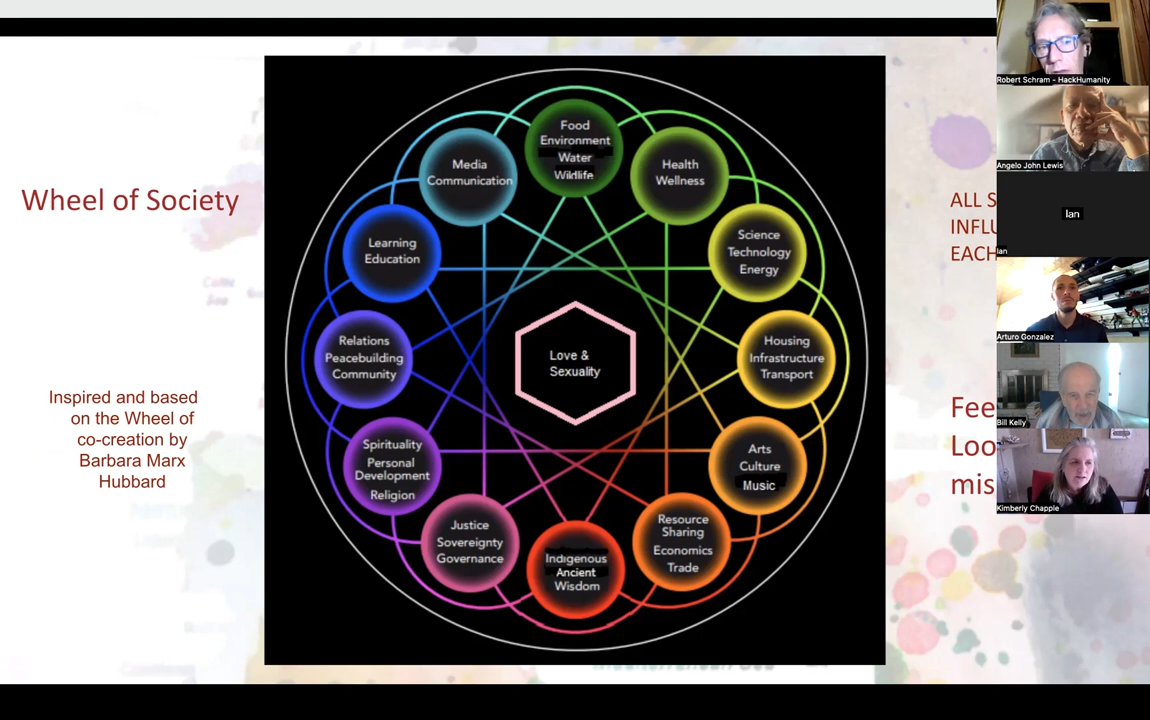 Wheel of Society
Inspired and based
on the Wheel of
co-creation by
Barbara Marx
Hubbard
Food
Environment
Water
Wildlife
Health
Wellness
Science
Technology
Energy
Housing
Infrastructure
Transport
Arts
Culture
Music
Resource
Sharing
Economics
Trade
Indigenous
Ancient
Wisdom
Justice
Sovereignty
Governance
Spirituality
Personal
Development
Religion
Relations
Peacebuilding
Community
Learning
Education
Media
Communication
Love &
Sexuality
ALL S
INFLU
EACH
Fee
Loo
mis
Robert Schram - HackHumanity
Angelo John Lewis
Ian
Ian
Arturo Gonzalez
Bill Kelly
Kimberly Chapple